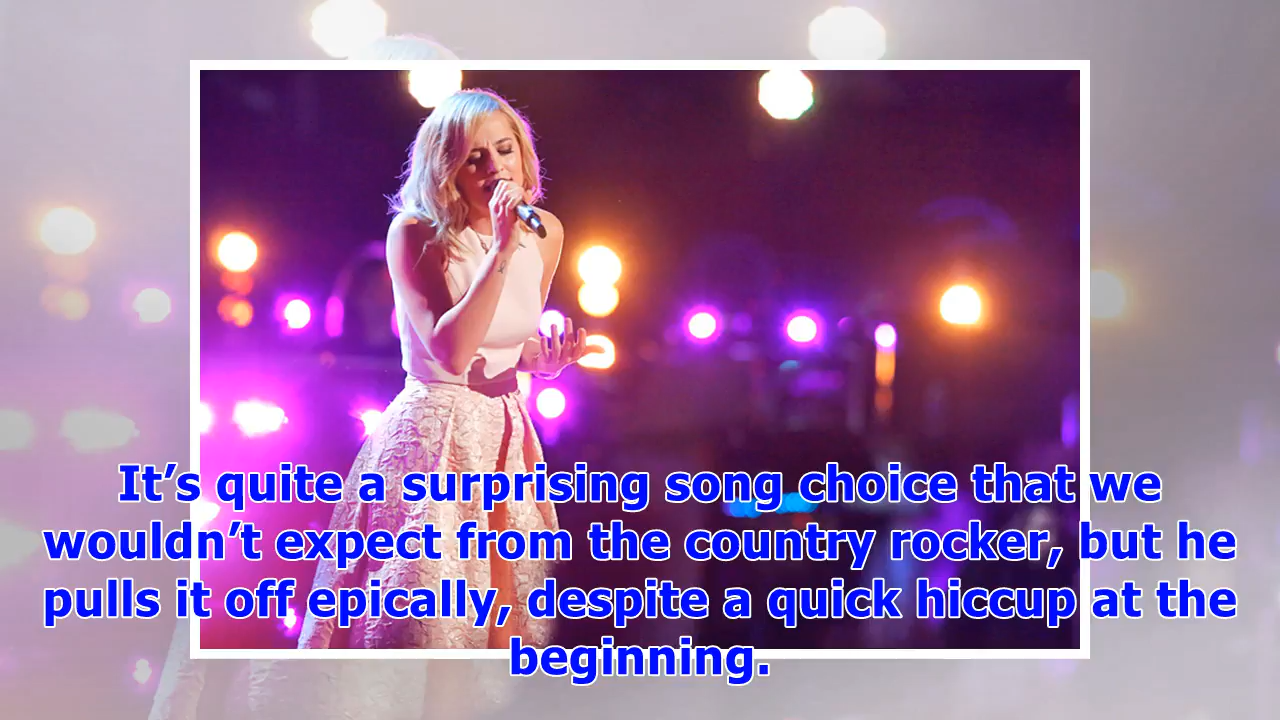 It’s quite a surprising song choice that we
wouldn’t expect from the country rocker, but he
pulls it off epically, despite a quick hiccup at the
beginning.